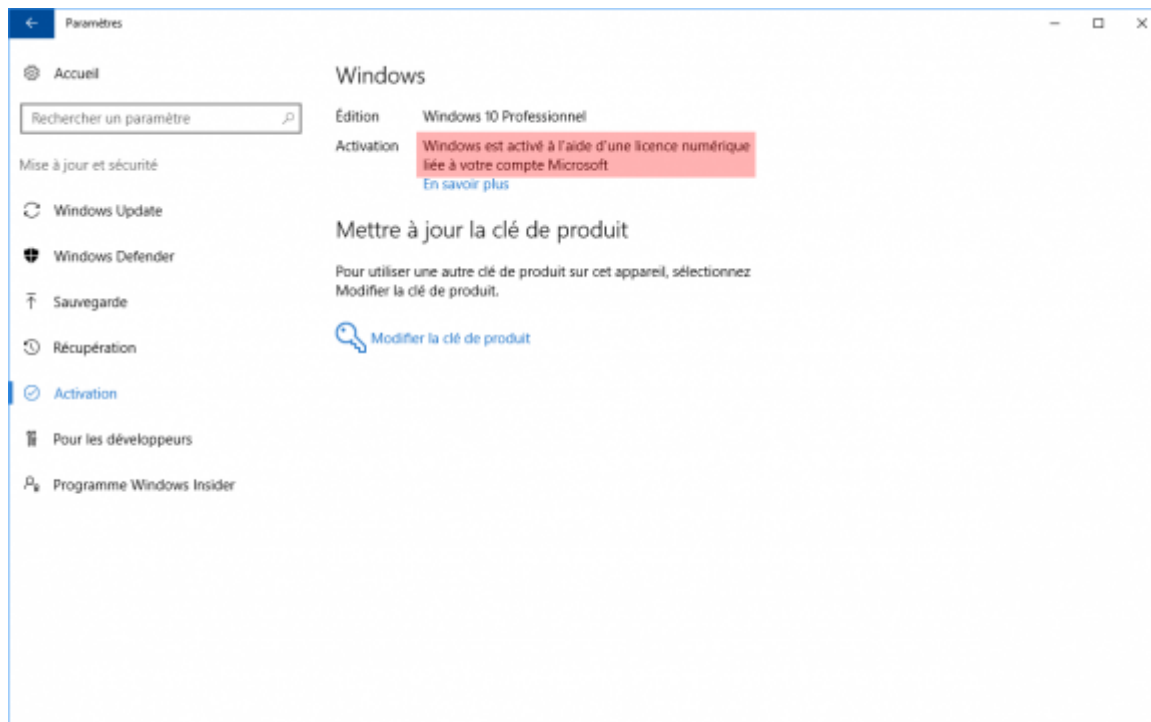 Paramètres
Accueil
Rechercher un paramètre
Mise à jour et sécurité
Windows Update
Windows Defender
Sauvegarde
Récupération
Activation
Pour les développeurs
Programme Windows Insider
Windows
Édition Windows 10 Professionnel
Activation Windows est activé à l'aide d'une licence numérique
liée à votre compte Microsoft
En savoir plus
Mettre à jour la clé de produit
Pour utiliser une autre clé de produit sur cet appareil, sélectionnez
Modifier la clé de produit.
Modifier la clé de produit